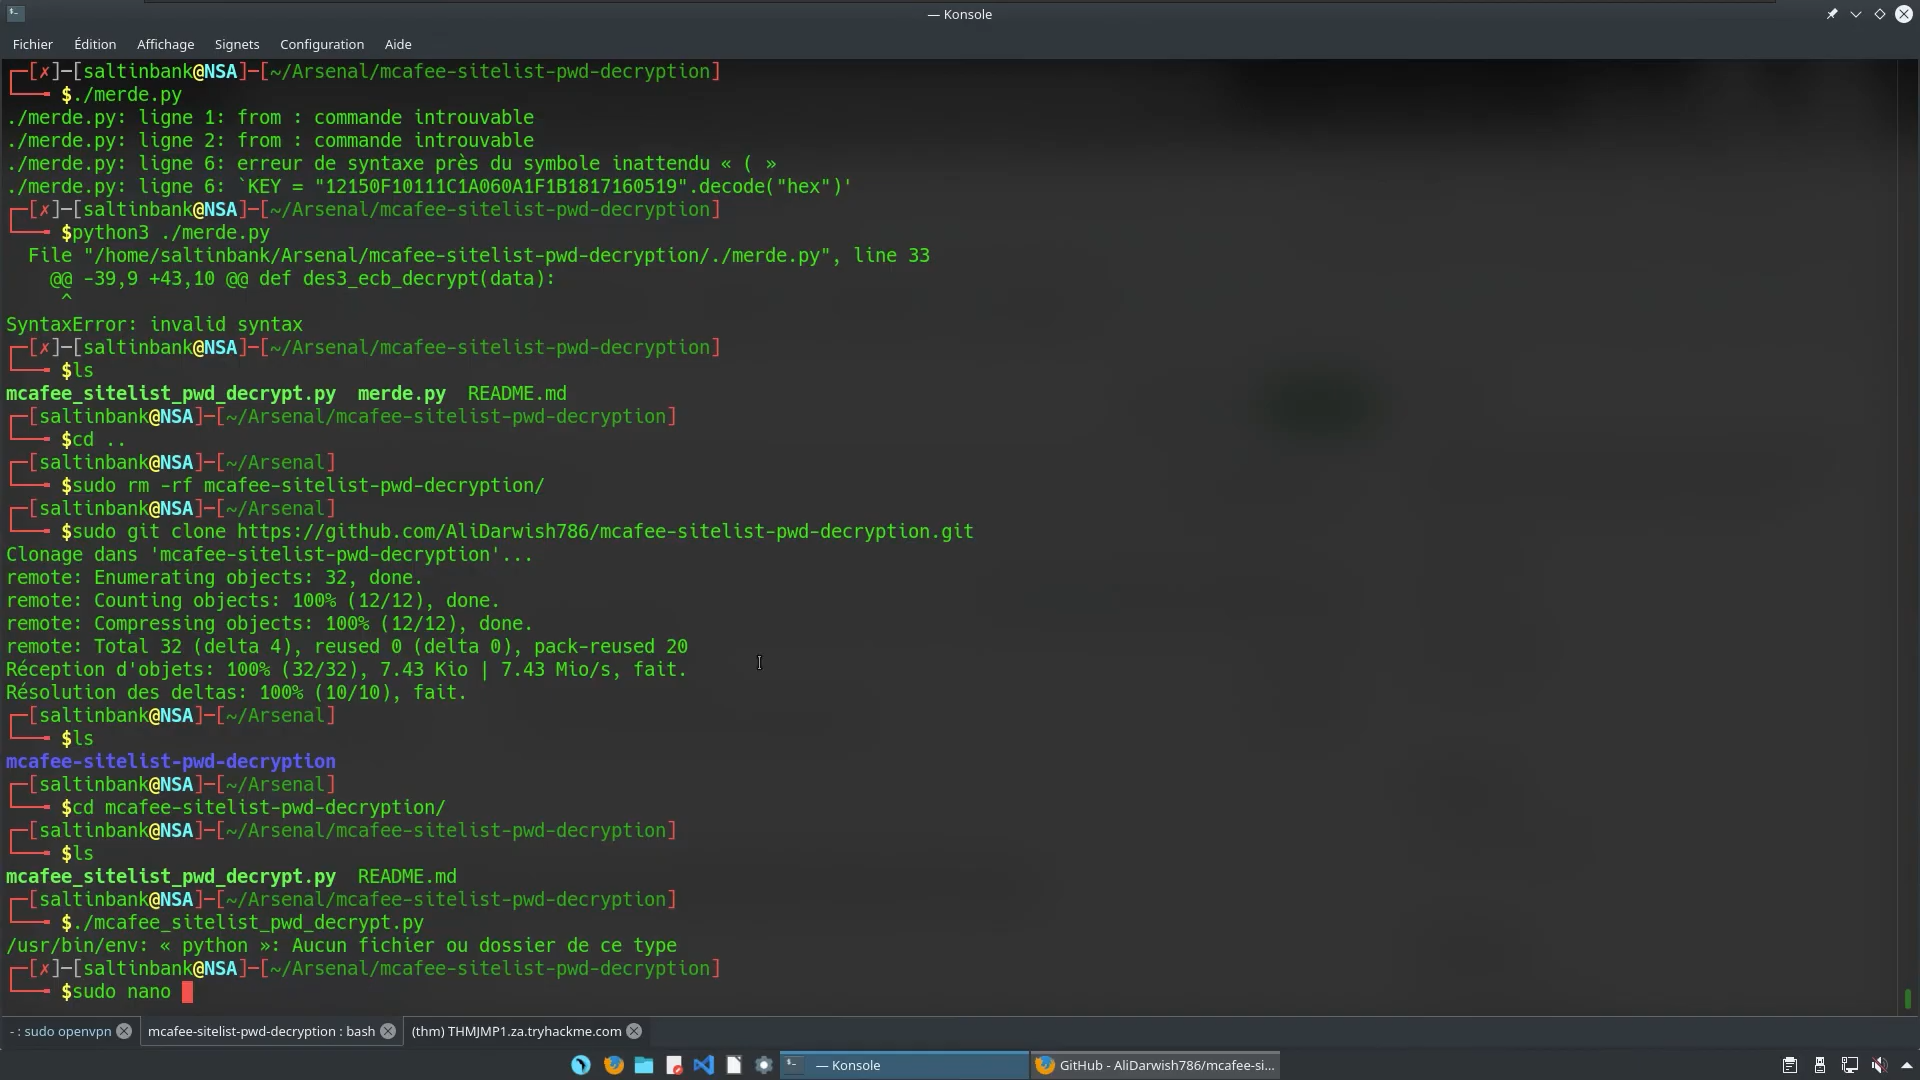 — Konsole
Fichier Édition Affichage Signets Configuration Aide
┌─[✗]─[saltinbank@NSA]─[~/Arsenal/mcafee-sitelist-pwd-decryption]
└──╼ $./merde.py
./merde.py: ligne 1: from : commande introuvable
./merde.py: ligne 2: from : commande introuvable
./merde.py: ligne 6: erreur de syntaxe près du symbole inattendu « ( »
./merde.py: ligne 6: `KEY = "12150F10111C1A060A1F1B1817160519".decode("hex")'
┌─[✗]─[saltinbank@NSA]─[~/Arsenal/mcafee-sitelist-pwd-decryption]
└──╼ $python3 ./merde.py
  File "/home/saltinbank/Arsenal/mcafee-sitelist-pwd-decryption/./merde.py", line 33
    @@ -39,9 +43,10 @@ def des3_ecb_decrypt(data):
     ^
SyntaxError: invalid syntax
┌─[✗]─[saltinbank@NSA]─[~/Arsenal/mcafee-sitelist-pwd-decryption]
└──╼ $ls
mcafee_sitelist_pwd_decrypt.py  merde.py  README.md
┌─[saltinbank@NSA]─[~/Arsenal/mcafee-sitelist-pwd-decryption]
└──╼ $cd ..
┌─[saltinbank@NSA]─[~/Arsenal]
└──╼ $sudo rm -rf mcafee-sitelist-pwd-decryption/
┌─[saltinbank@NSA]─[~/Arsenal]
└──╼ $sudo git clone https://github.com/AliDarwish786/mcafee-sitelist-pwd-decryption.git
Clonage dans 'mcafee-sitelist-pwd-decryption'...
remote: Enumerating objects: 32, done.
remote: Counting objects: 100% (12/12), done.
remote: Compressing objects: 100% (12/12), done.
remote: Total 32 (delta 4), reused 0 (delta 0), pack-reused 20
Réception d'objets: 100% (32/32), 7.43 Kio | 7.43 Mio/s, fait.
Résolution des deltas: 100% (10/10), fait.
┌─[saltinbank@NSA]─[~/Arsenal]
└──╼ $ls
mcafee-sitelist-pwd-decryption
┌─[saltinbank@NSA]─[~/Arsenal]
└──╼ $cd mcafee-sitelist-pwd-decryption/
┌─[saltinbank@NSA]─[~/Arsenal/mcafee-sitelist-pwd-decryption]
└──╼ $ls
mcafee_sitelist_pwd_decrypt.py  README.md
┌─[saltinbank@NSA]─[~/Arsenal/mcafee-sitelist-pwd-decryption]
└──╼ $./mcafee_sitelist_pwd_decrypt.py
/usr/bin/env: « python »: Aucun fichier ou dossier de ce type
┌─[✗]─[saltinbank@NSA]─[~/Arsenal/mcafee-sitelist-pwd-decryption]
└──╼ $sudo nano
- : sudo openvpn mcafee-sitelist-pwd-decryption : bash (thm) THMJMP1.za.tryhackme.com
— Konsole GitHub - AliDarwish786/mcafee-si...